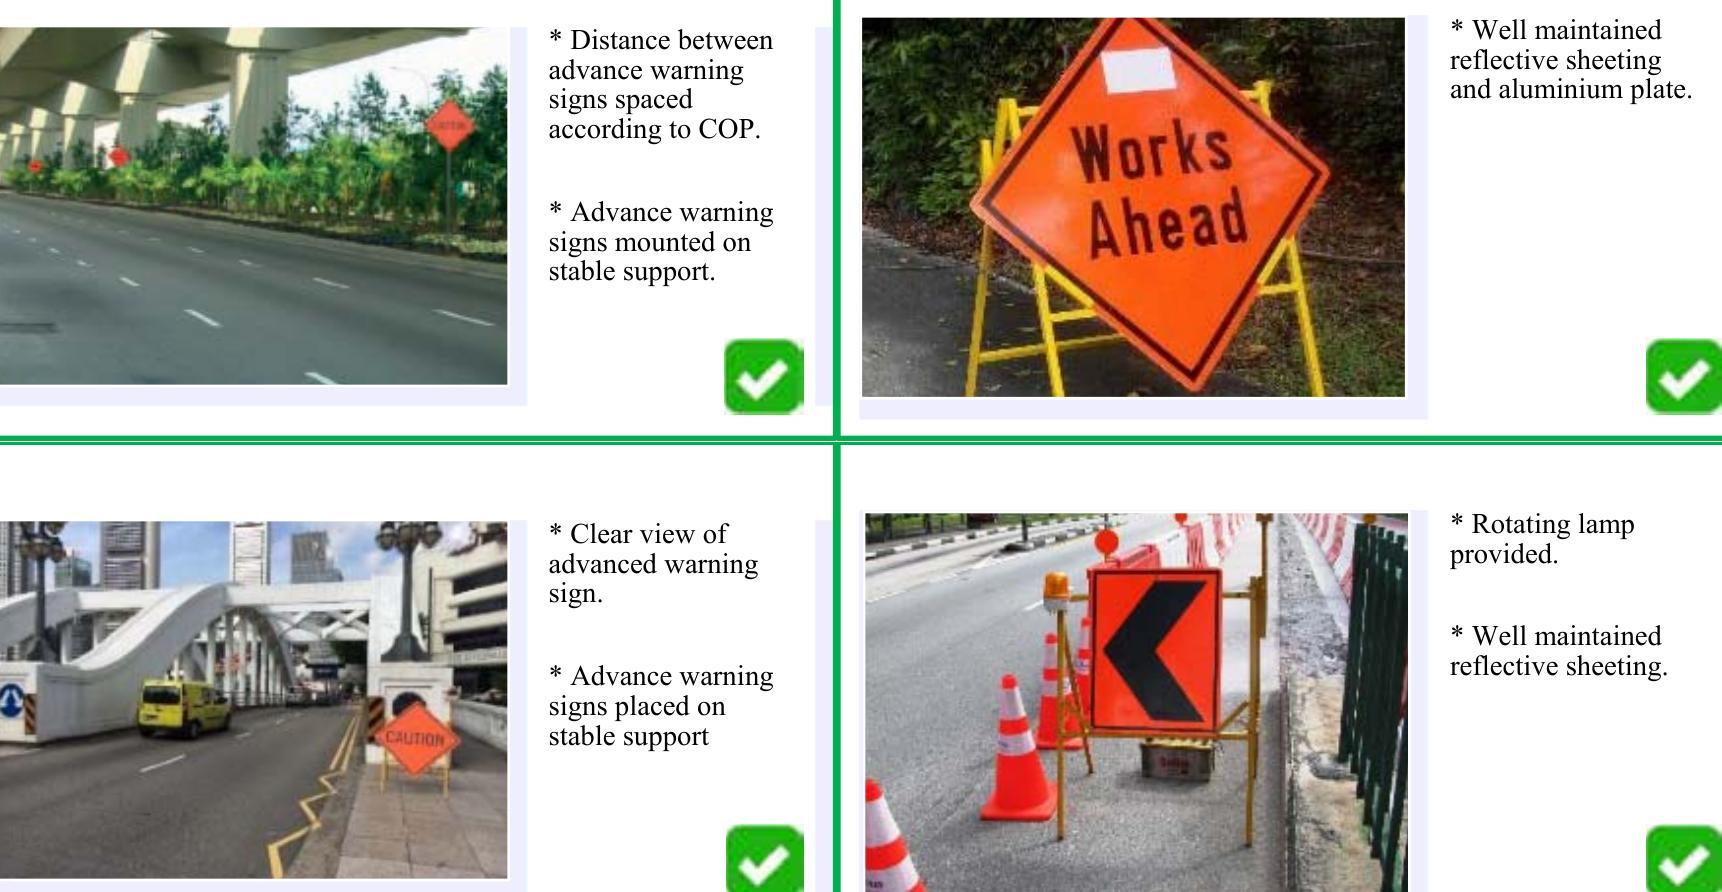 * Distance between
advance warning
signs spaced
according to COP.
* Advance warning
signs mounted on
stable support.
Works
Ahead
* Well maintained
reflective sheeting
and aluminium plate.
CAUTION
* Clear view of
advanced warning
sign.
* Advance warning
signs placed on
stable support
* Rotating lamp
provided.
* Well maintained
reflective sheeting.